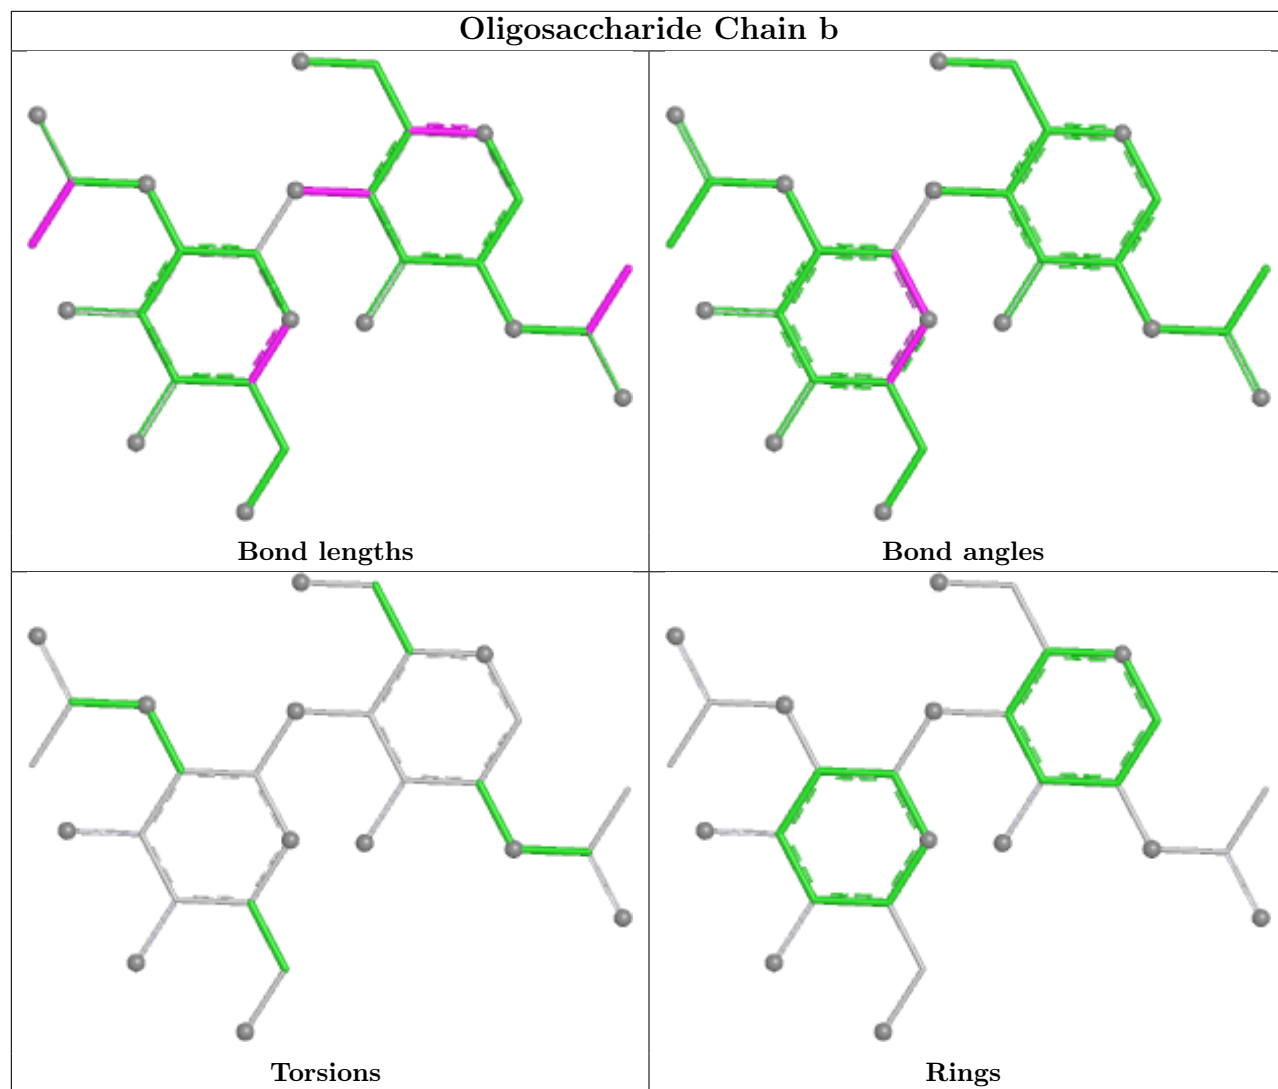 Oligosaccharide Chain b
Bond lengths
Bond angles
Torsions
Rings